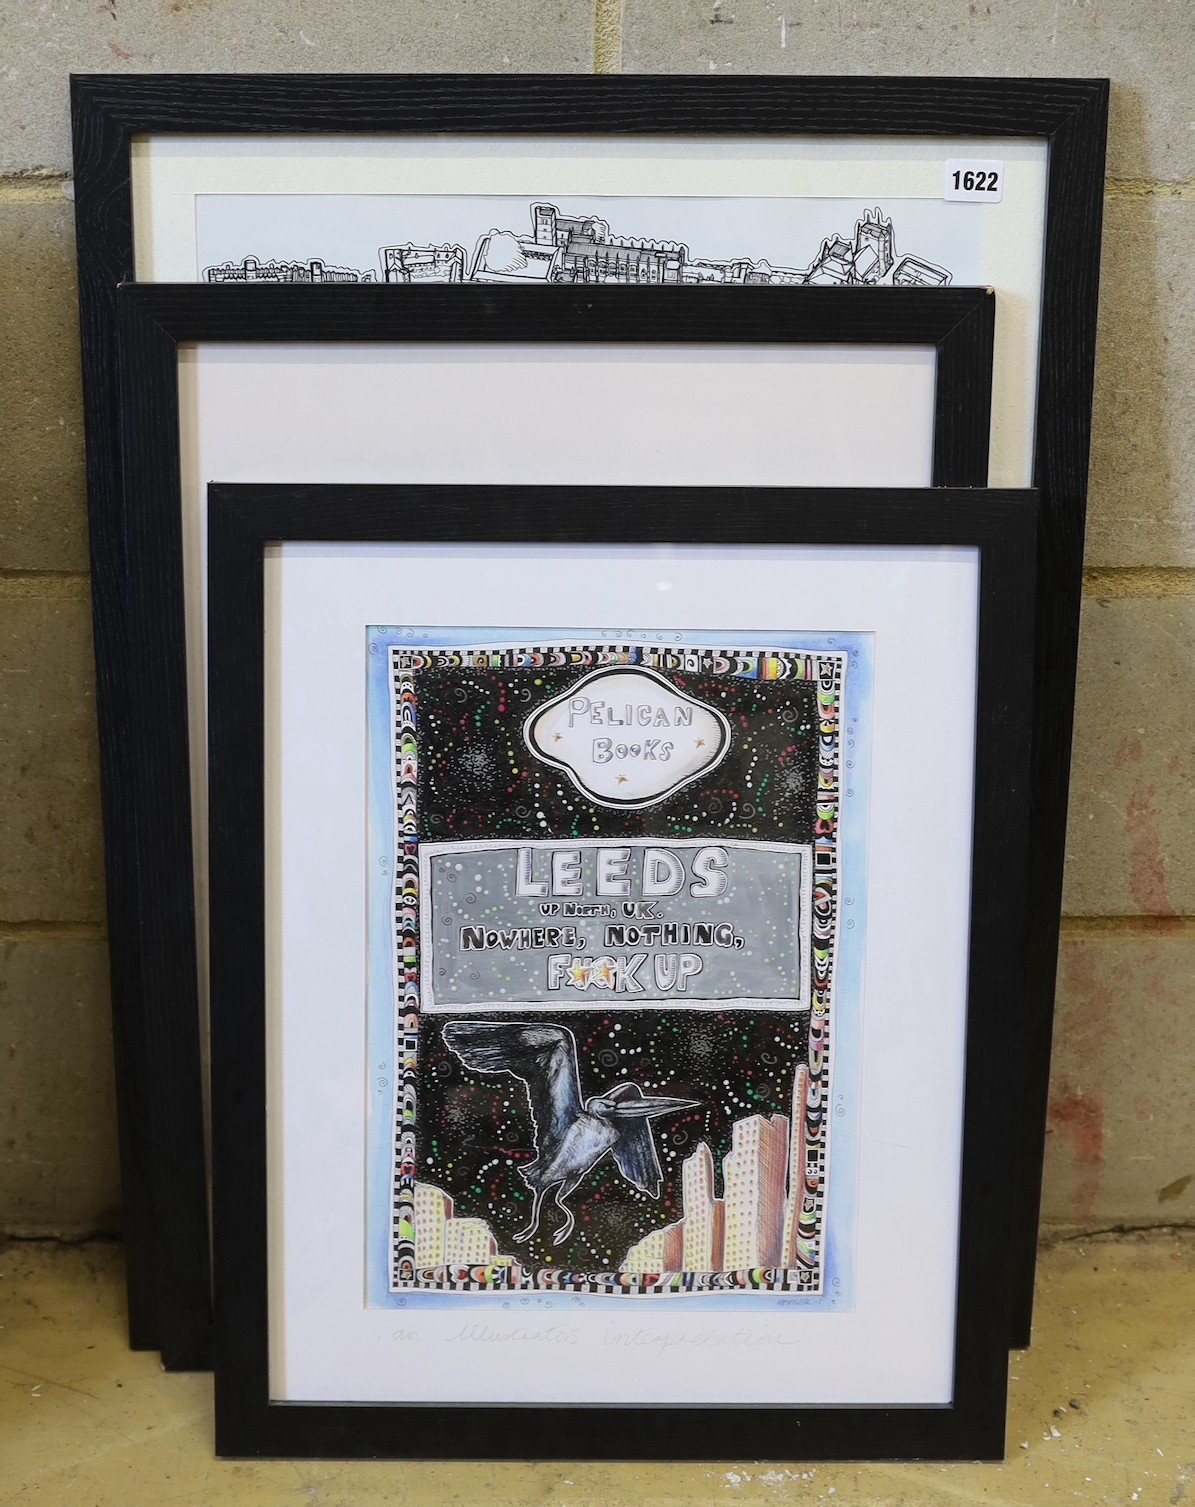 1622
PELICAN
BOOKS
LEEDS
UP NORTH, UK.
NOWHERE, NOTHING,
F**K UP
an illustrators interpretation